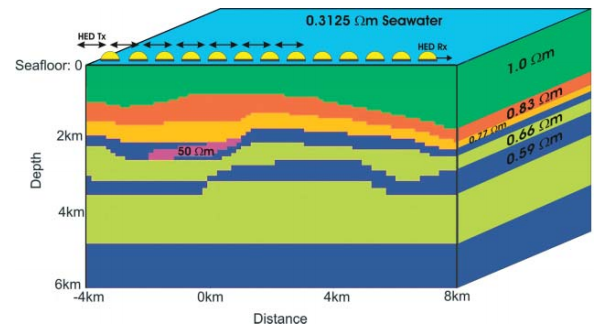 0.3125 Ωm Seawater
HED Tx
HED Rx
Seafloor: 0
1.0 Ωm
0.83 Ωm
0.77 Ωm
0.66 Ωm
0.59 Ωm
50 Ωm
2km
4km
6km
Depth
-4km 0km 4km 8km
Distance